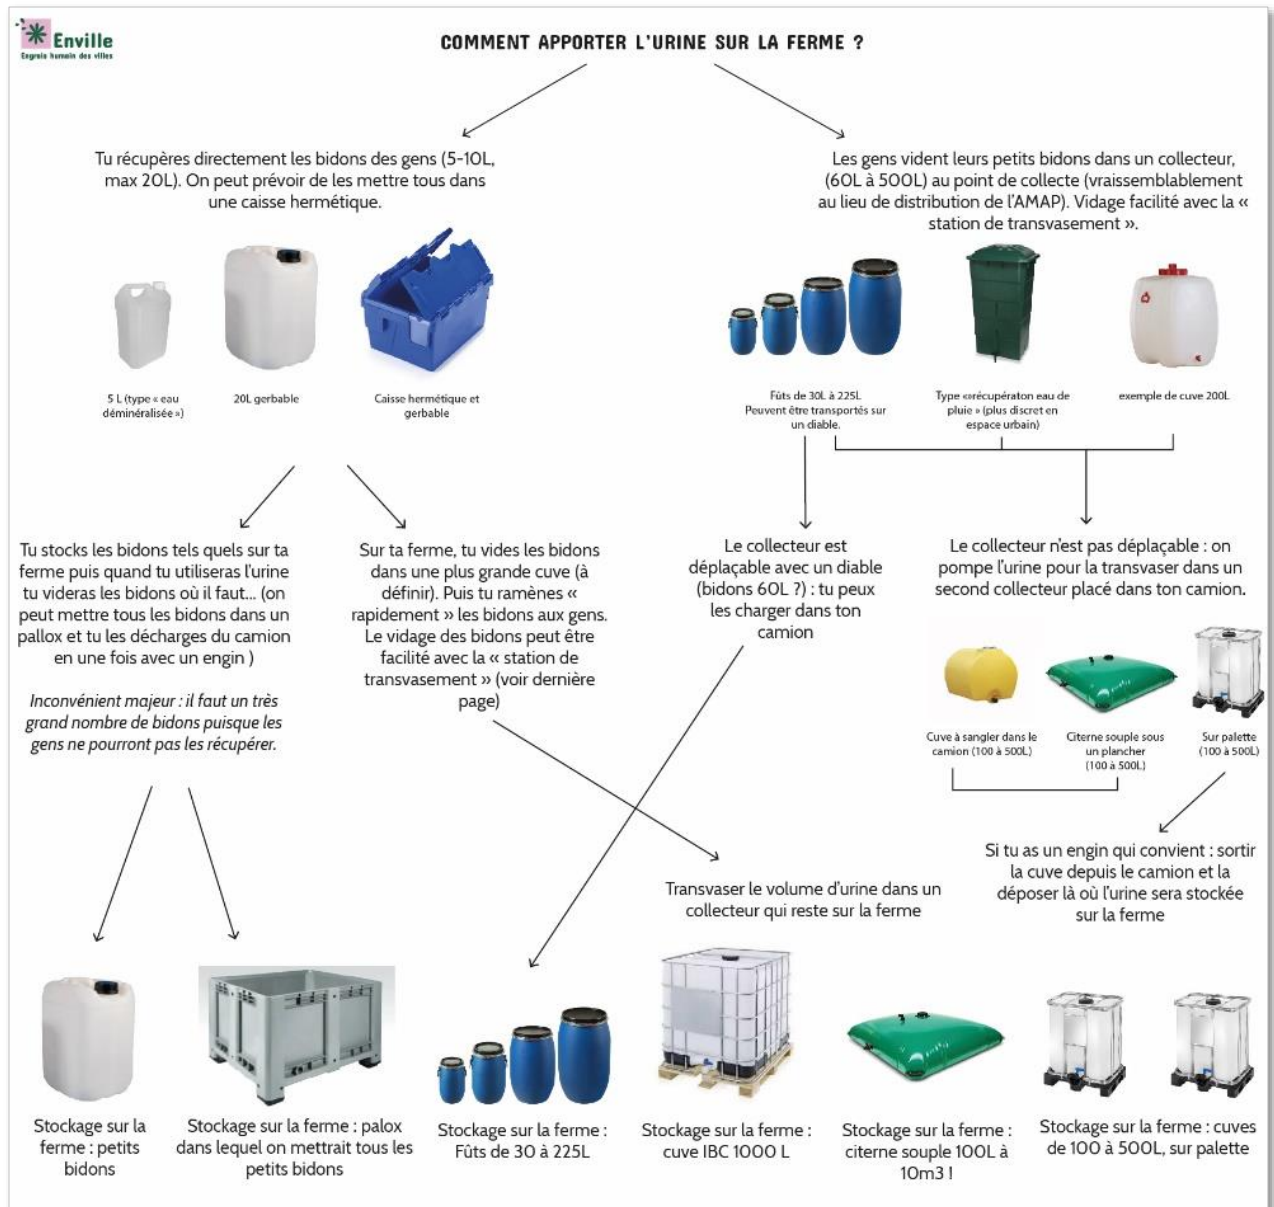 Enville
Engrais humain des villes
COMMENT APPORTER L'URINE SUR LA FERME ?
Tu récupères directement les bidons des gens (5-10L,
max 20L). On peut prévoir de les mettre tous dans
une caisse hermétique.
Les gens vident leurs petits bidons dans un collecteur,
(60L à 500L) au point de collecte (vraissemblablement
au lieu de distribution de l'AMAP). Vidage facilité avec la «
station de transvasement ».
5 L (type « eau
déminéralisée »)
20L gerbable
Caisse hermétique et
gerbable
Fûts de 30L à 225L
Peuvent être transportés sur
un diable.
Type «»récupératon eau de
pluie » (plus discret en
espace urbain)
exemple de cuve 200L
Tu stocks les bidons tels quels sur ta
ferme puis quand tu utiliseras l'urine
tu videras les bidons où il faut... (on
peut mettre tous les bidons dans un
pallox et tu les décharges du camion
en une fois avec un engin )
Inconvénient majeur : il faut un très
grand nombre de bidons puisque les
gens ne pourront pas les récupérer.
Sur ta ferme, tu vides les bidons
dans une plus grande cuve (à
définir). Puis tu ramènes «
rapidement » les bidons aux gens.
Le vidage des bidons peut être
facilité avec la « station de
transvasement » (voir dernière
page)
Le collecteur est
déplaçable avec un diable
(bidons 60L ?) : tu peux
les charger dans ton
camion
Le collecteur n'est pas déplaçable : on
pompe l'urine pour la transvaser dans un
second collecteur placé dans ton camion.
Cuve à sangler dans le
camion (100 à 500L)
Citerne souple sous
un plancher
(100 à 500L)
Sur palette
(100 à 500L)
Si tu as un engin qui convient : sortir
la cuve depuis le camion et la
déposer là où l'urine sera stockée
sur la ferme
Transvaser le volume d'urine dans un
collecteur qui reste sur la ferme
Stockage sur la
ferme : petits
bidons
Stockage sur la ferme : palox
dans lequel on mettrait tous les
petits bidons
Stockage sur la ferme :
Fûts de 30 à 225L
Stockage sur la ferme :
cuve IBC 1000 L
Stockage sur la ferme :
citerne souple 100L à
10m3 !
Stockage sur la ferme : cuves
de 100 à 500L, sur palette